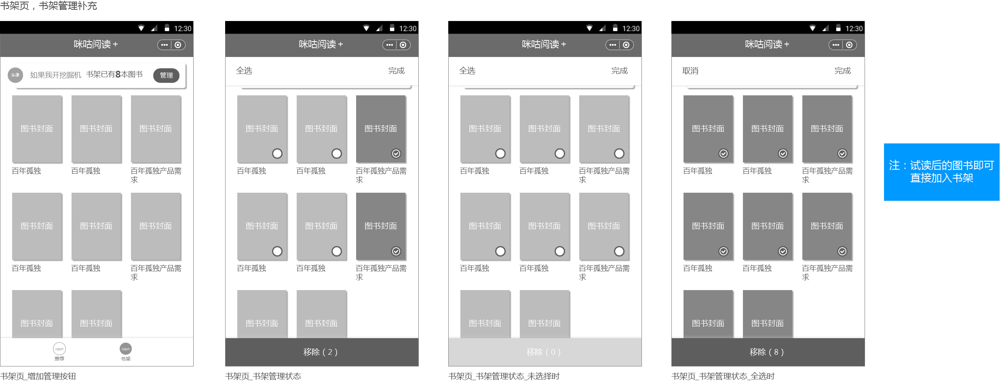 书架页，书架管理补充
12:30
咪咕阅读+
头像
如果我开挖掘机
书架已有8本图书
管理
图书封面
图书封面
图书封面
百年孤独
百年孤独
百年孤独产品需
求
图书封面
图书封面
图书封面
百年孤独
百年孤独
百年孤独产品需
求
图书封面
图书封面
icon
推荐
icon
书架
书架页_增加管理按钮
12:30
咪咕阅读+
全选
完成
图书封面
图书封面
图书封面
百年孤独
百年孤独
百年孤独产品需
求
图书封面
图书封面
图书封面
百年孤独
百年孤独
百年孤独产品需
求
图书封面
图书封面
移除（2）
书架页_书架管理状态
12:30
咪咕阅读+
全选
完成
图书封面
图书封面
图书封面
百年孤独
百年孤独
百年孤独产品需
求
图书封面
图书封面
图书封面
百年孤独
百年孤独
百年孤独产品需
求
图书封面
图书封面
移除（0）
书架页_书架管理状态_未选择时
12:30
咪咕阅读+
取消
完成
图书封面
图书封面
图书封面
百年孤独
百年孤独
百年孤独产品需
求
图书封面
图书封面
图书封面
百年孤独
百年孤独
百年孤独产品需
求
图书封面
图书封面
移除（8）
书架页_书架管理状态_全选时
注：试读后的图书即可
直接加入书架